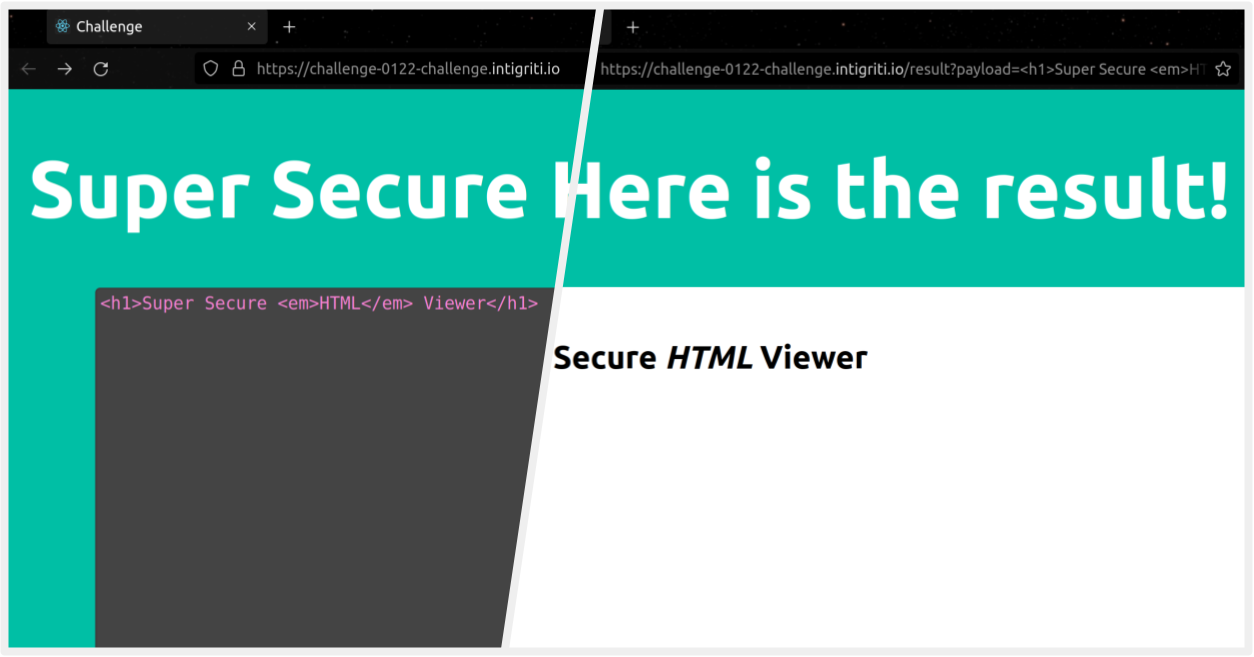 Challenge
https://challenge-0122-challenge.intigriti.io
https://challenge-0122-challenge.intigriti.io/result?payload=<h1>Super Secure <em>HT
Super Secure
Here is the result!
<h1>Super Secure <em>HTML</em> Viewer</h1>
Secure HTML Viewer